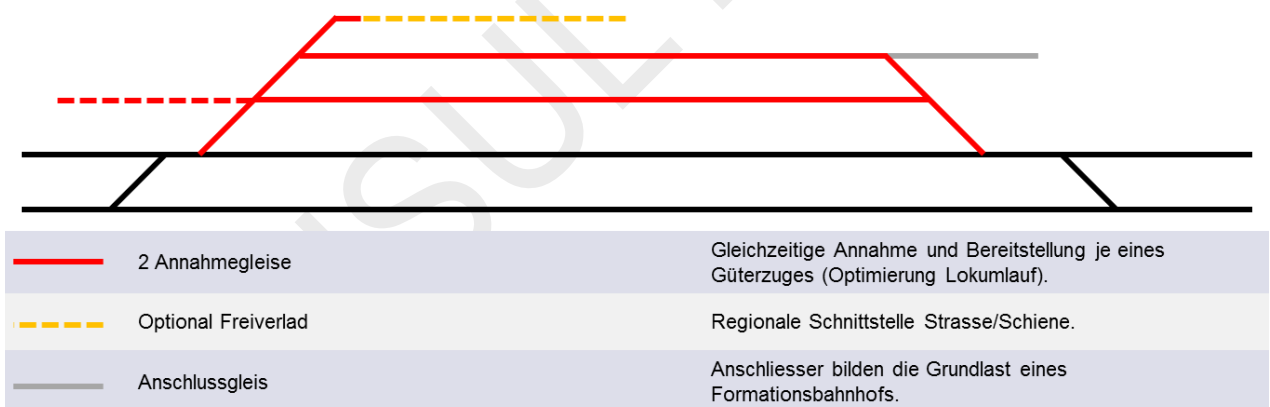 2 Annahmegleise
Gleichzeitige Annahme und Bereitstellung je eines
Güterzuges (Optimierung Lokumlauf).
Optional Freiverlad
Regionale Schnittstelle Strasse/Schiene.
Anschlussgleis
Anschliesser bilden die Grundlast eines
Formationsbahnhofs.